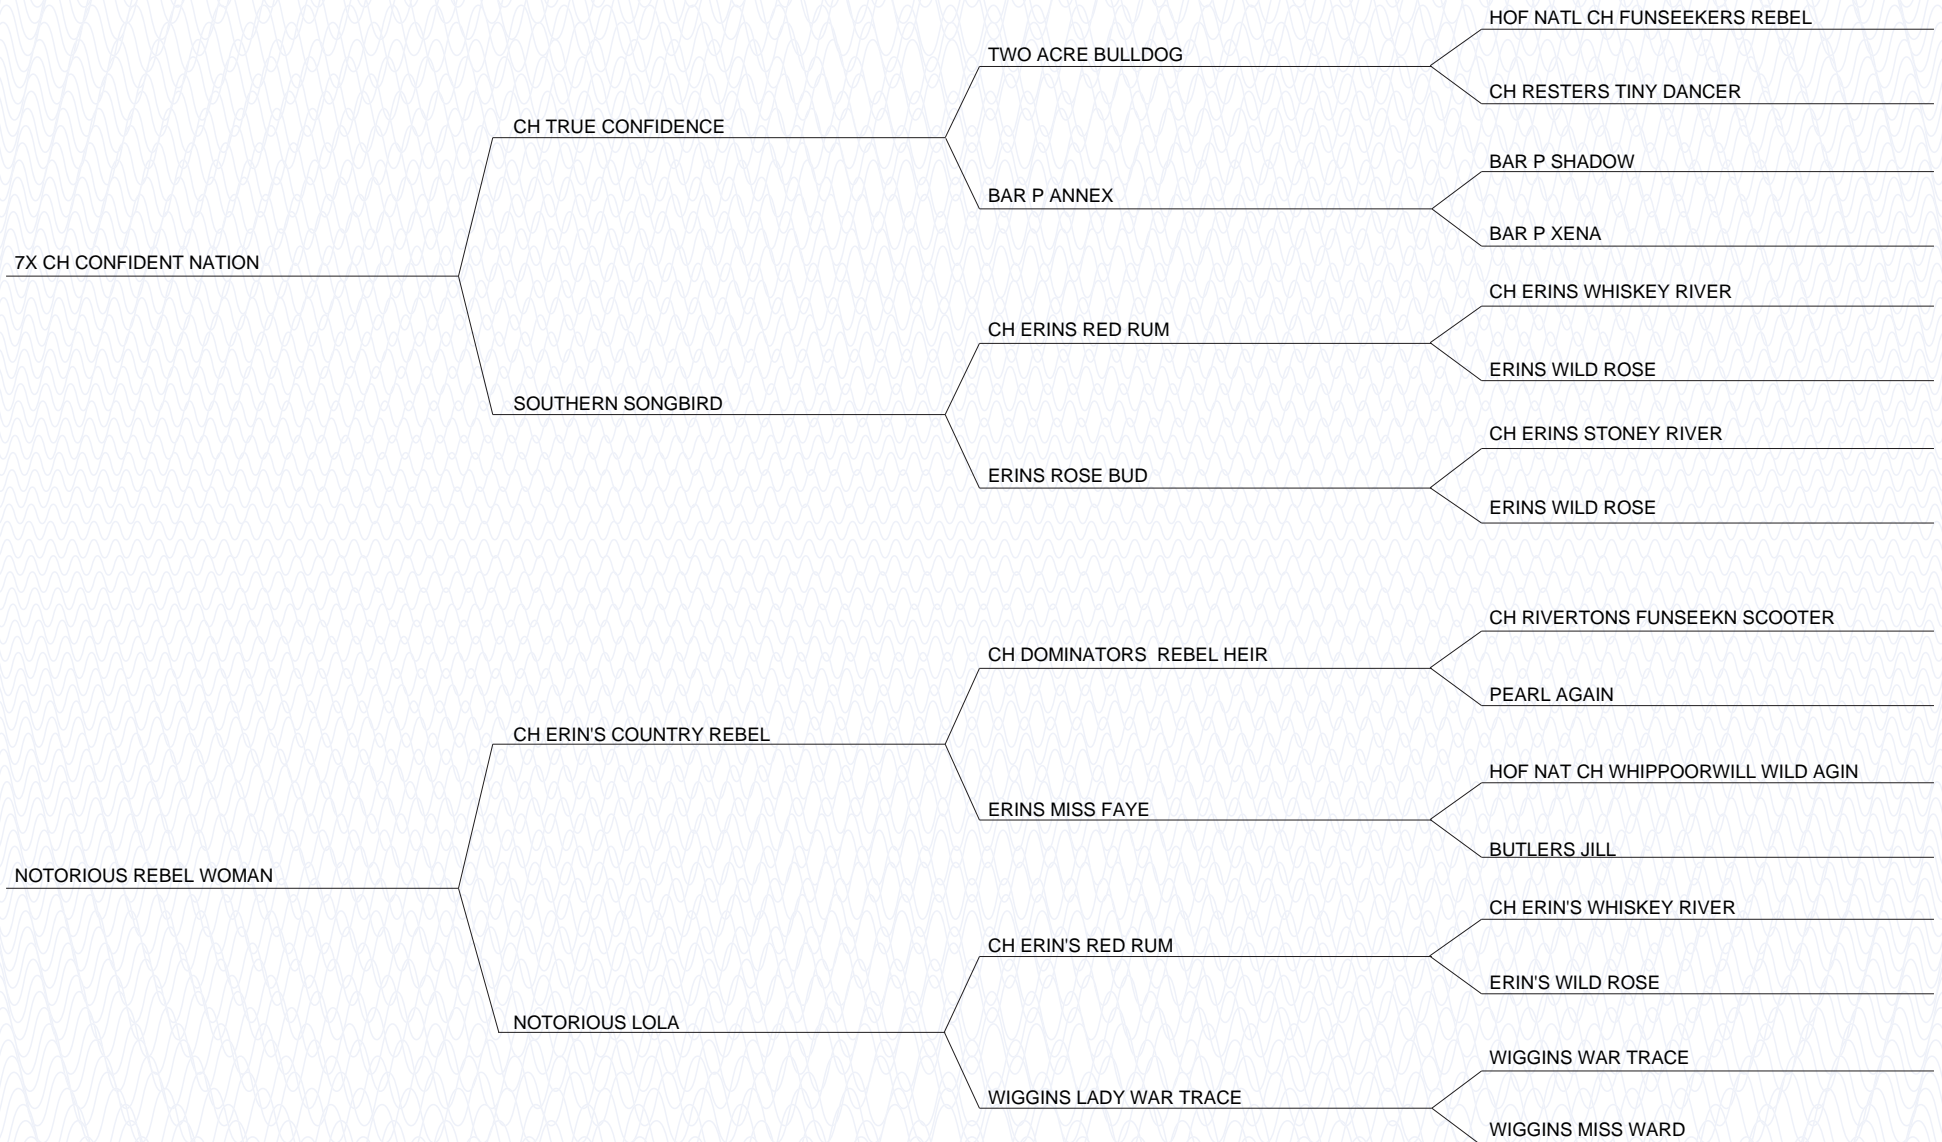 HOF NATL CH FUNSEEKERS REBEL
TWO ACRE BULLDOG
CH RESTERS TINY DANCER
CH TRUE CONFIDENCE
BAR P SHADOW
BAR P ANNEX
BAR P XENA
7X CH CONFIDENT NATION
CH ERINS WHISKEY RIVER
CH ERINS RED RUM
ERINS WILD ROSE
SOUTHERN SONGBIRD
CH ERINS STONEY RIVER
ERINS ROSE BUD
ERINS WILD ROSE
CH RIVERTONS FUNSEEKN SCOOTER
CH DOMINATORS  REBEL HEIR
PEARL AGAIN
CH ERIN'S COUNTRY REBEL
HOF NAT CH WHIPPOORWILL WILD AGIN
ERINS MISS FAYE
BUTLERS JILL
NOTORIOUS REBEL WOMAN
CH ERIN'S WHISKEY RIVER
CH ERIN'S RED RUM
ERIN'S WILD ROSE
NOTORIOUS LOLA
WIGGINS WAR TRACE
WIGGINS LADY WAR TRACE
WIGGINS MISS WARD